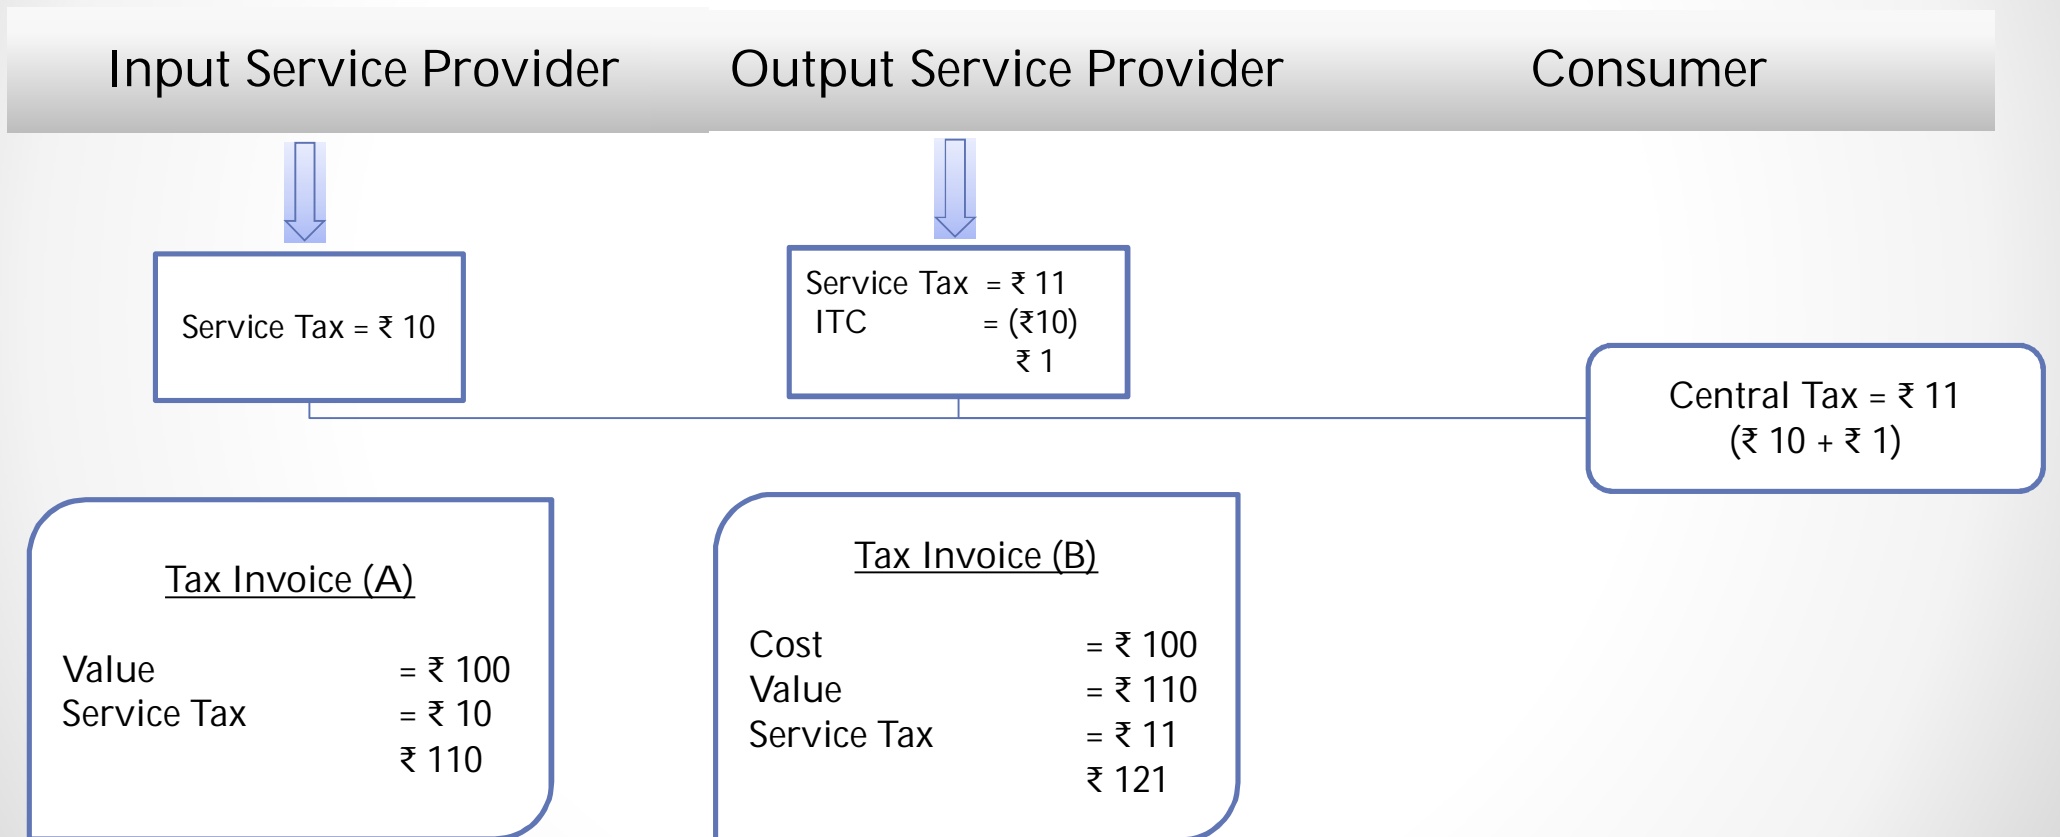 Input Service Provider
Output Service Provider
Consumer
Service Tax = ₹ 10
Service Tax = ₹ 11
ITC = (₹10)
₹ 1
Central Tax = ₹ 11
(₹ 10 + ₹ 1)
Tax Invoice (A)
Value = ₹ 100
Service Tax = ₹ 10
₹ 110
Tax Invoice (B)
Cost = ₹ 100
Value = ₹ 110
Service Tax = ₹ 11
₹ 121